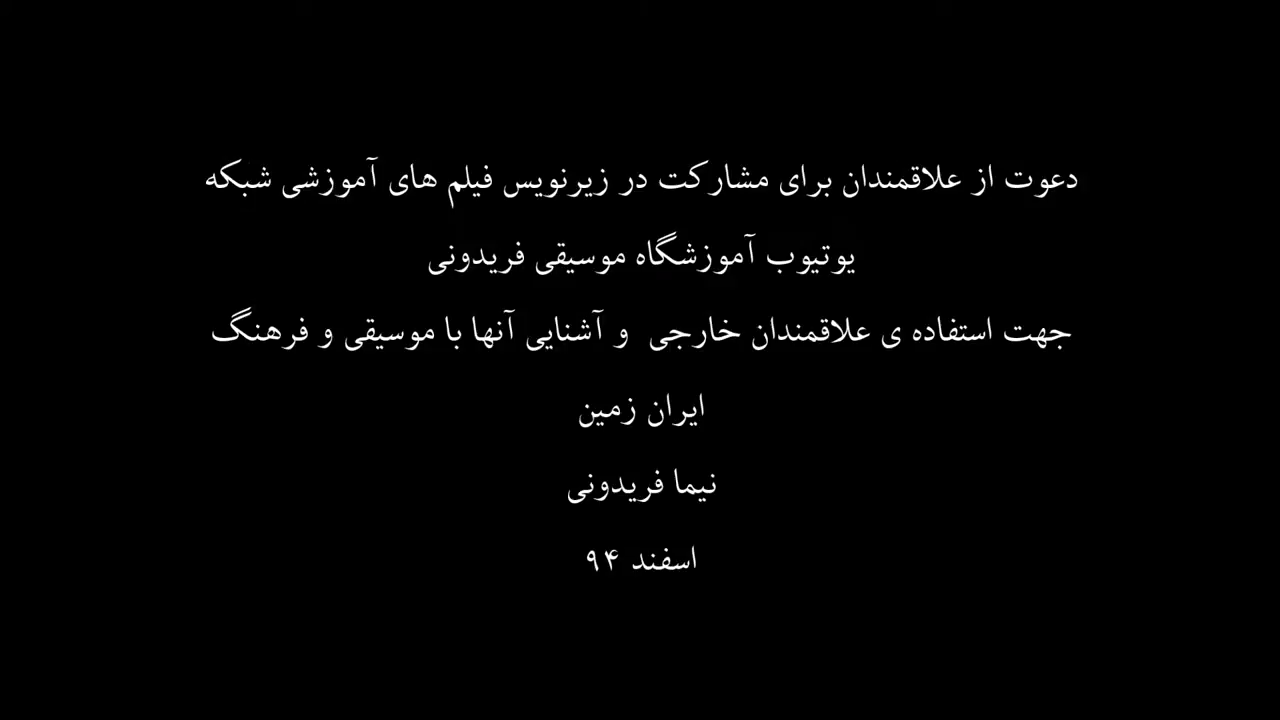 دعوت از علاقمندان برای مشارکت در زیرنویس فیلم های آموزشی شبکه
یوتیوب آموزشگاه موسیقی فریدونی
جهت استفاده ی علاقمندان خارجی و آشنایی آنها با موسیقی و فرهنگ
ایران زمین
نیما فریدونی
اسفند ۹۴